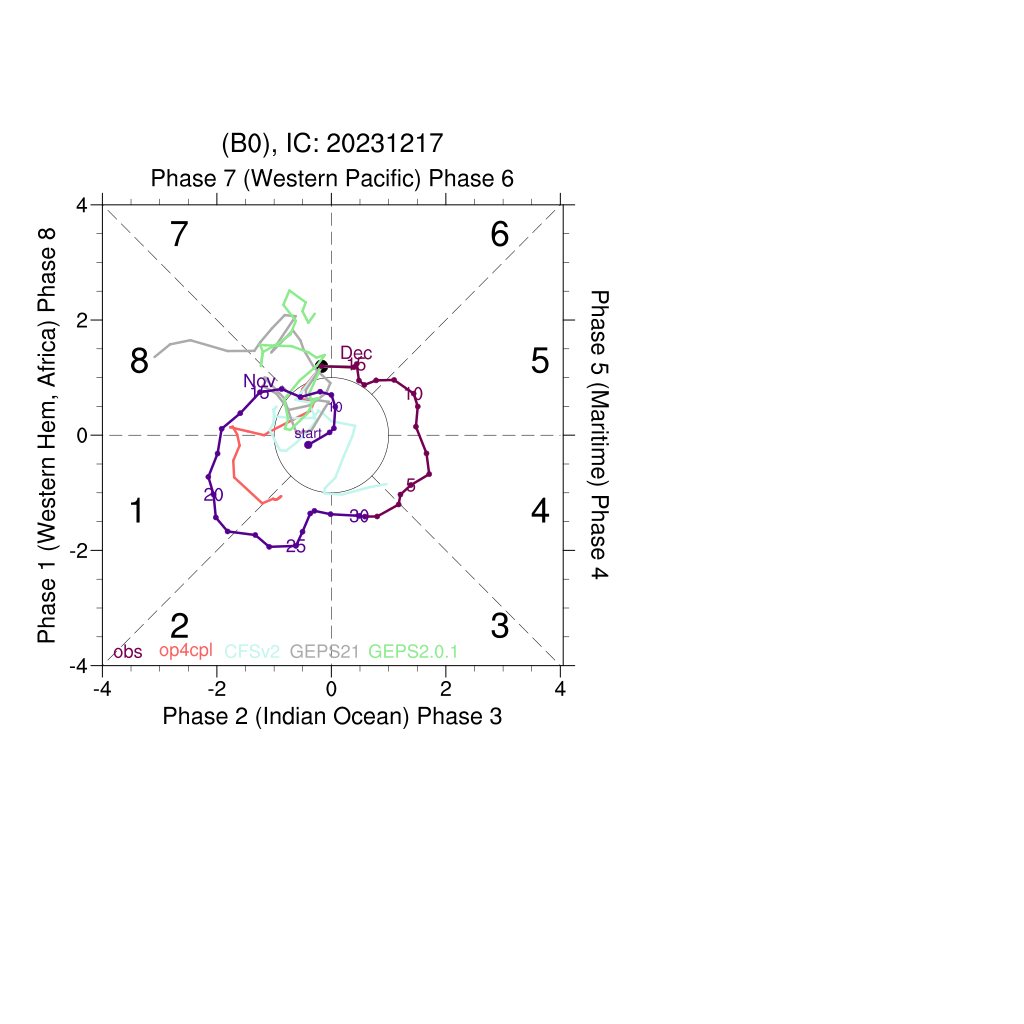 (B0), IC: 20231217
Phase 7 (Western Pacific) Phase 6
Phase 1 (Western Hem, Africa) Phase 8
Phase 5 (Maritime) Phase 4
4
2
0
-2
-4
7
6
8
5
1
4
2
3
Dec
15
Nov
15
10
10
start
5
20
30
25
obs
op4cpl
CFSv2
GEPS21
GEPS2.0.1
-4
-2
0
2
4
Phase 2 (Indian Ocean) Phase 3